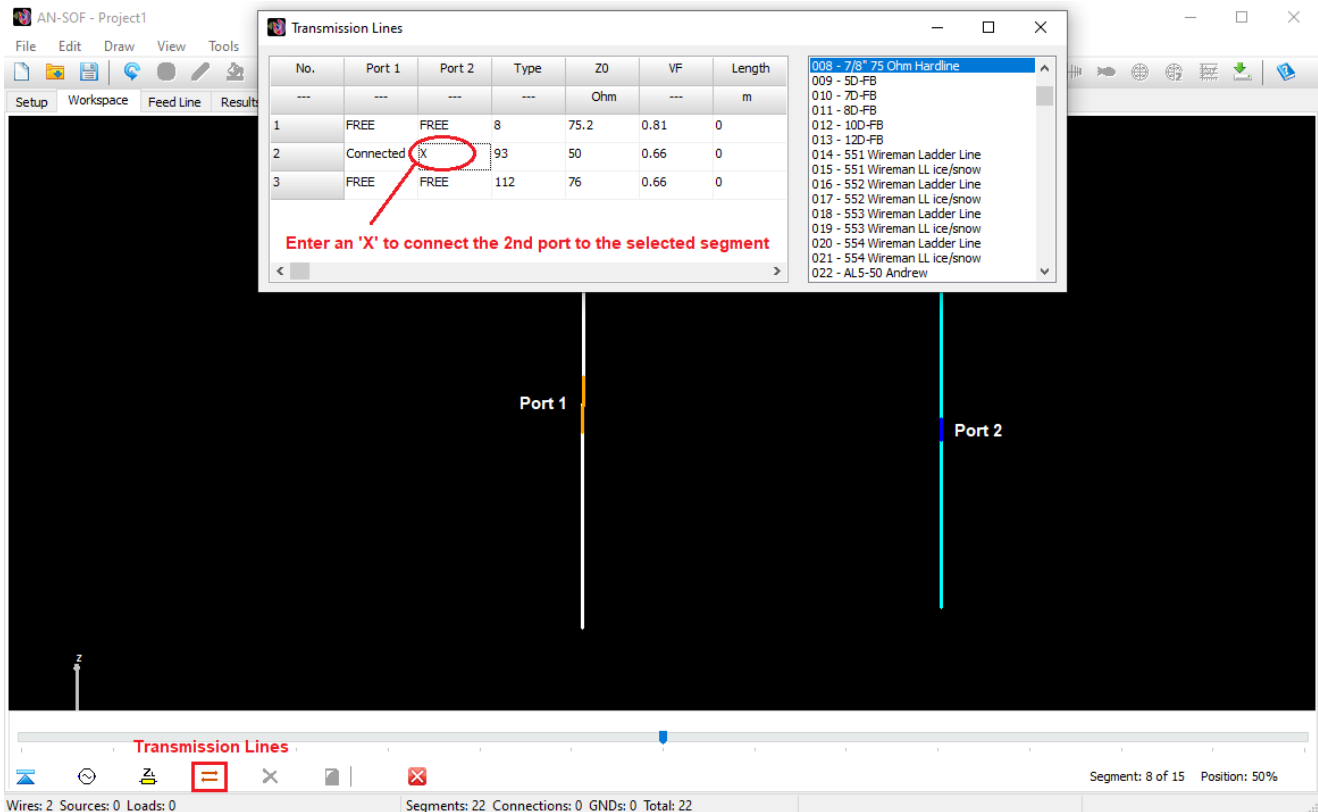 AN-SOF - Project1
File Edit Draw View Tools
Setup Workspace Feed Line Results
Transmission Lines
No. Port 1 Port 2 Type Z0 VF Length
--- --- --- --- Ohm --- m
1 FREE FREE 8 75.2 0.81 0
2 Connected X 93 50 0.66 0
3 FREE FREE 112 76 0.66 0
Enter an 'X' to connect the 2nd port to the selected segment
008 - 7/8" 75 Ohm Hardline
009 - 5D-FB
010 - 7D-FB
011 - 8D-FB
012 - 10D-FB
013 - 12D-FB
014 - 551 Wireman Ladder Line
015 - 551 Wireman LL ice/snow
016 - 552 Wireman Ladder Line
017 - 552 Wireman LL ice/snow
018 - 553 Wireman Ladder Line
019 - 553 Wireman LL ice/snow
020 - 554 Wireman Ladder Line
021 - 554 Wireman LL ice/snow
022 - AL5-50 Andrew
Port 1
Port 2
z
Transmission Lines
Segment: 8 of 15 Position: 50%
Wires: 2 Sources: 0 Loads: 0 Segments: 22 Connections: 0 GNDs: 0 Total: 22